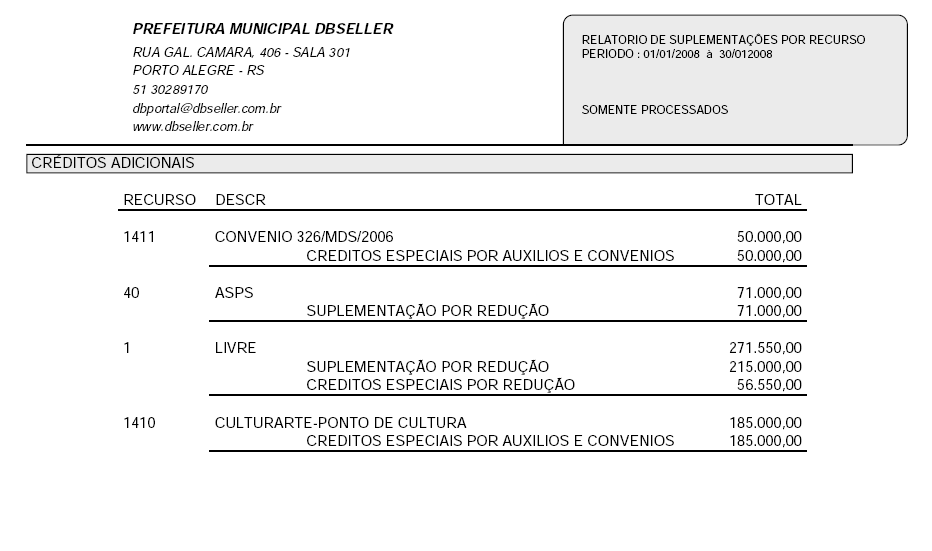 PREFEITURA MUNICIPAL DBSELLER
RUA GAL. CAMARA, 406 - SALA 301
PORTO ALEGRE - RS
51 30289170
dbportal@dbseller.com.br
www.dbseller.com.br
RELATORIO DE SUPLEMENTAÇÕES POR RECURSO
PERIODO : 01/01/2008 à 30/012008
SOMENTE PROCESSADOS
CRÉDITOS ADICIONAIS
RECURSO DESCR TOTAL
1411 CONVENIO 326/MDS/2006 50.000,00
CREDITOS ESPECIAIS POR AUXILIOS E CONVENIOS 50.000,00
40 ASPS 71.000,00
SUPLEMENTAÇÃO POR REDUÇÃO 71.000,00
1 LIVRE 271.550,00
SUPLEMENTAÇÃO POR REDUÇÃO 215.000,00
CREDITOS ESPECIAIS POR REDUÇÃO 56.550,00
1410 CULTURARTE-PONTO DE CULTURA 185.000,00
CREDITOS ESPECIAIS POR AUXILIOS E CONVENIOS 185.000,00